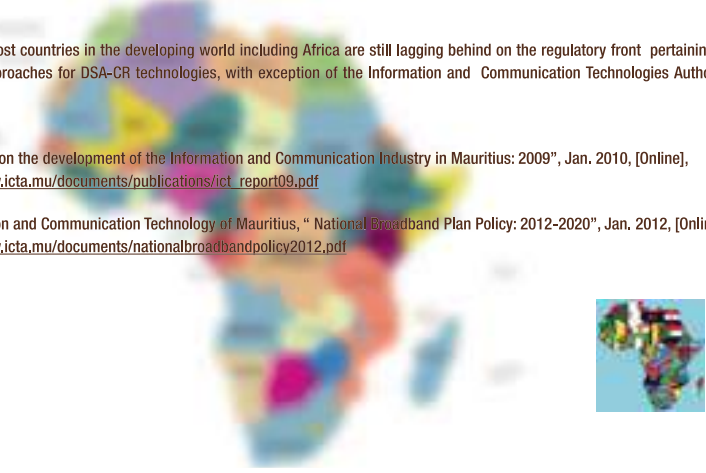 ost countries in the developing world including Africa are still lagging behind on the regulatory front pertainin
proaches for DSA-CR technologies, with exception of the Information and Communication Technologies Autho
on the development of the Information and Communication Industry in Mauritius: 2009”, Jan. 2010, [Online],
.icta.mu/documents/publications/ict_report09.pdf
on and Communication Technology of Mauritius, “ National Broadband Plan Policy: 2012-2020”, Jan. 2012, [Onli
.icta.mu/documents/nationalbroadbandpolicy2012.pdf